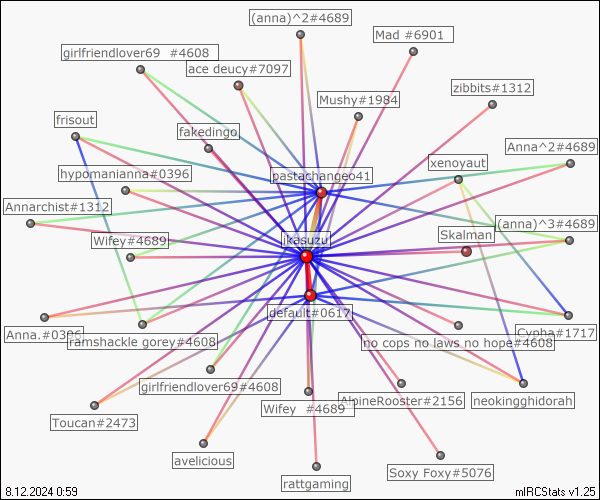 (anna)^2#4689
Mad #6901
girlfriendlover69 #4608
ace deucy#7097
zibbits#1312
Mushy#1984
frisout
fakedingo
Anna^2#4689
xenoyaut
hypomanianna#0396
pastachangeo41
Annarchist#1312
(anna)^3#4689
Skalman
Wifey#4689
ikasuzu
default#0617
Anna.#0396
Cypha#1717
ramshackle gorey#4608
no cops no laws no hope#4608
girlfriendlover69#4608
AlpineRooster#2156
neokingghidorah
Wifey #4689
Toucan#2473
avelicious
Soxy Foxy#5076
rattgaming
8.12.2024 0:59
mIRCStats v1.25